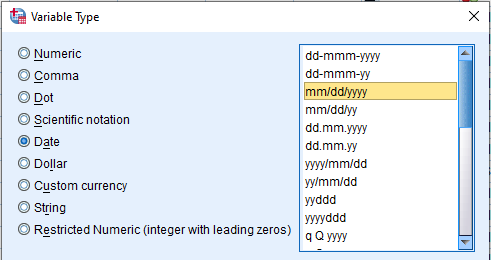 Variable Type
Numeric
Comma
Dot
Scientific notation
Date
Dollar
Custom currency
String
Restricted Numeric (integer with leading zeros)
dd-mmm-yyyy
dd-mmm-yy
mm/dd/yyyy
mm/dd/yy
dd.mm.yyyy
dd.mm.yy
yyyy/mm/dd
yy/mm/dd
yyddd
yyyyddd
q Q yyyy